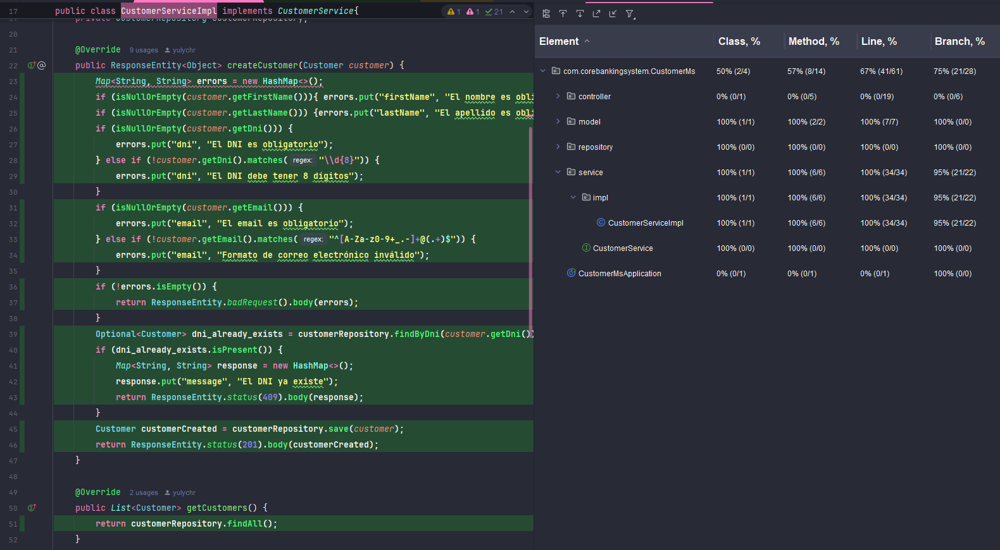 17 public class CustomerServiceImpl implements CustomerService{ 1 1 21
private CustomerRepository customerRepository;
20
21 @Override 9 usages yulychr
22 public ResponseEntity<Object> createCustomer(Customer customer) {
23 Map<String, String> errors = new HashMap<>();
24 if (isNullOrEmpty(customer.getFirstName())){ errors.put("firstName", "El nombre es obli
25 if (isNullOrEmpty(customer.getLastName())) {errors.put("lastName", "El apellido es obli
26 if (isNullOrEmpty(customer.getDni())) {
27 errors.put("dni", "El DNI es obligatorio");
28 } else if (!customer.getDni().matches( regex: "\\d{8}")) {
29 errors.put("dni", "El DNI debe tener 8 dígitos");
30 }
31 if (isNullOrEmpty(customer.getEmail())) {
32 errors.put("email", "El email es obligatorio");
33 } else if (!customer.getEmail().matches( regex: "^[A-Za-z0-9+_.-]+@(.+)$")) {
34 errors.put("email", "Formato de correo electrónico inválido");
35 }
36 if (!errors.isEmpty()) {
37 return ResponseEntity.badRequest().body(errors);
38 }
39 Optional<Customer> dni_already_exists = customerRepository.findByDni(customer.getDni())
40 if (dni_already_exists.isPresent()) {
41 Map<String, String> response = new HashMap<>();
42 response.put("message", "El DNI ya existe");
43 return ResponseEntity.status(409).body(response);
44 }
45 Customer customerCreated = customerRepository.save(customer);
46 return ResponseEntity.status(201).body(customerCreated);
47 }
48
49 @Override 2 usages yulychr
50 public List<Customer> getCustomers() {
51 return customerRepository.findAll();
52 }
Element Class, % Method, % Line, % Branch, %
com.corebankingsystem.CustomerMs 50% (2/4) 57% (8/14) 67% (41/61) 75% (21/28)
controller 0% (0/1) 0% (0/5) 0% (0/19) 0% (0/6)
model 100% (1/1) 100% (2/2) 100% (7/7) 100% (0/0)
repository 100% (0/0) 100% (0/0) 100% (0/0) 100% (0/0)
service 100% (1/1) 100% (6/6) 100% (34/34) 95% (21/22)
impl 100% (1/1) 100% (6/6) 100% (34/34) 95% (21/22)
CustomerServiceImpl 100% (1/1) 100% (6/6) 100% (34/34) 95% (21/22)
CustomerService 100% (0/0) 100% (0/0) 100% (0/0) 100% (0/0)
CustomerMsApplication 0% (0/1) 0% (0/1) 0% (0/1) 100% (0/0)